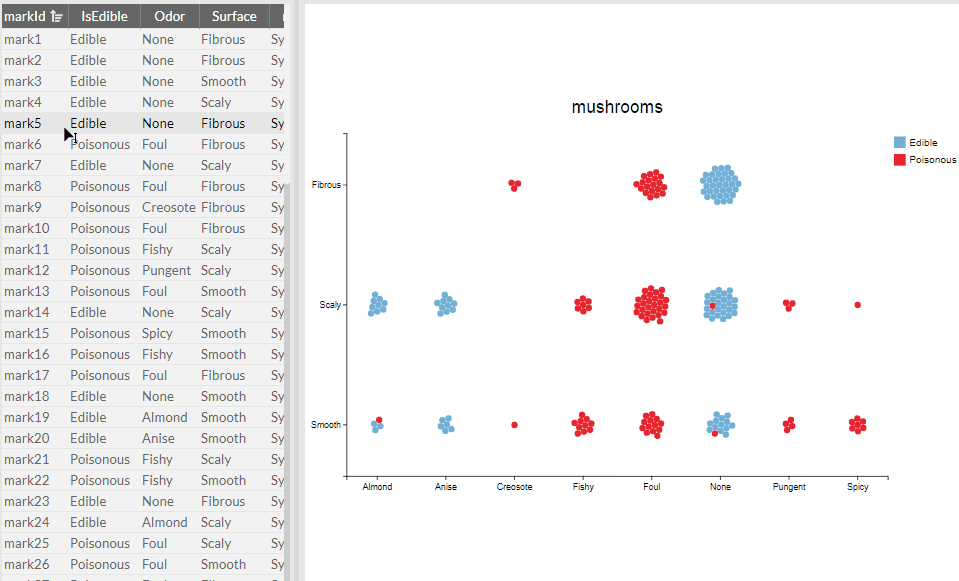 markId IsEdible Odor Surface
mark1 Edible None Fibrous Sy
mark2 Edible None Fibrous Sy
mark3 Edible None Smooth Sy
mark4 Edible None Scaly Sy
mark5 Edible None Fibrous Sy
mark6 Poisonous Foul Fibrous Sy
mark7 Edible None Scaly Sy
mark8 Poisonous Foul Fibrous Sy
mark9 Poisonous Creosote Fibrous Sy
mark10 Poisonous Foul Fibrous Sy
mark11 Poisonous Fishy Scaly Sy
mark12 Poisonous Pungent Scaly Sy
mark13 Poisonous Foul Smooth Sy
mark14 Edible None Scaly Sy
mark15 Poisonous Spicy Smooth Sy
mark16 Poisonous Fishy Smooth Sy
mark17 Poisonous Foul Fibrous Sy
mark18 Edible None Smooth Sy
mark19 Edible Almond Smooth Sy
mark20 Edible Anise Smooth Sy
mark21 Poisonous Fishy Scaly Sy
mark22 Poisonous Fishy Smooth Sy
mark23 Edible None Fibrous Sy
mark24 Edible Almond Scaly Sy
mark25 Poisonous Foul Scaly Sy
mark26 Poisonous Foul Smooth Sy
mushrooms
Edible
Poisonous
Fibrous
Scaly
Smooth
Almond Anise Creosote Fishy Foul None Pungent Spicy